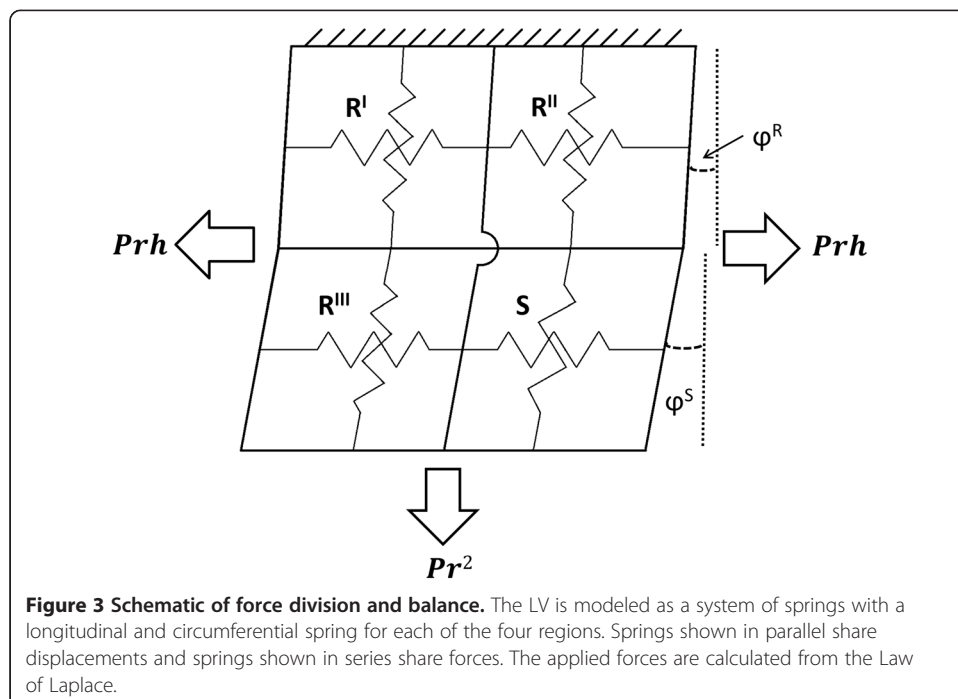 R^I
R^II
φ^R
Prh
Prh
R^III
S
φ^S
Pr²
Figure 3 Schematic of force division and balance. The LV is modeled as a system of springs with a
longitudinal and circumferential spring for each of the four regions. Springs shown in parallel share
displacements and springs shown in series share forces. The applied forces are calculated from the Law
of Laplace.